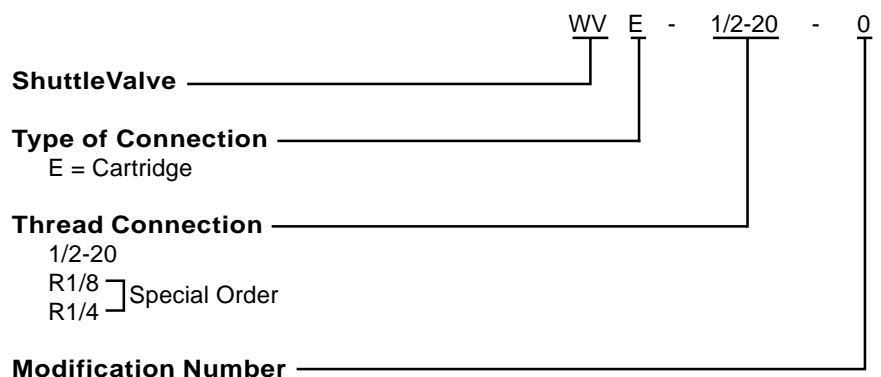 WV E - 1/2-20 - 0
ShuttleValve
Type of Connection
E = Cartridge
Thread Connection
1/2-20
R1/8
R1/4
Special Order
Modification Number